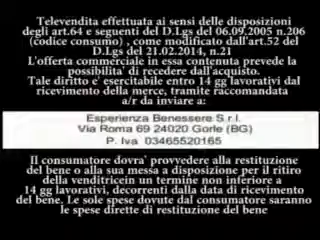 Televendita effettuata ai sensi delle disposizioni
degli art.64 e seguenti del D.Lgs del 06.09.2005 n.206
(codice consumo) , come modificato dall'art.52 del
D.Lgs del 21.02.2014, n.21
L'offerta commerciale in essa contenuta prevede la
possibilita' di recedere dall'acquisto.
Tale diritto e' esercitabile entro 14 gg lavorativi dal
ricevimento della merce, tramite raccomandata
a/r da inviare a:
Esperienza Benessere S.r.l.
Via Roma 69 24020 Gorle (BG)
P. Iva 03465520165
Il consumatore dovra' provvedere alla restituzione
del bene o alla sua messa a disposizione per il ritiro
della venditricein un termine non inferiore a
14 gg lavorativi, decorrenti dalla data di ricevimento
del bene. Le sole spese dovute dal consumatore saranno
le spese dirette di restituzione del bene